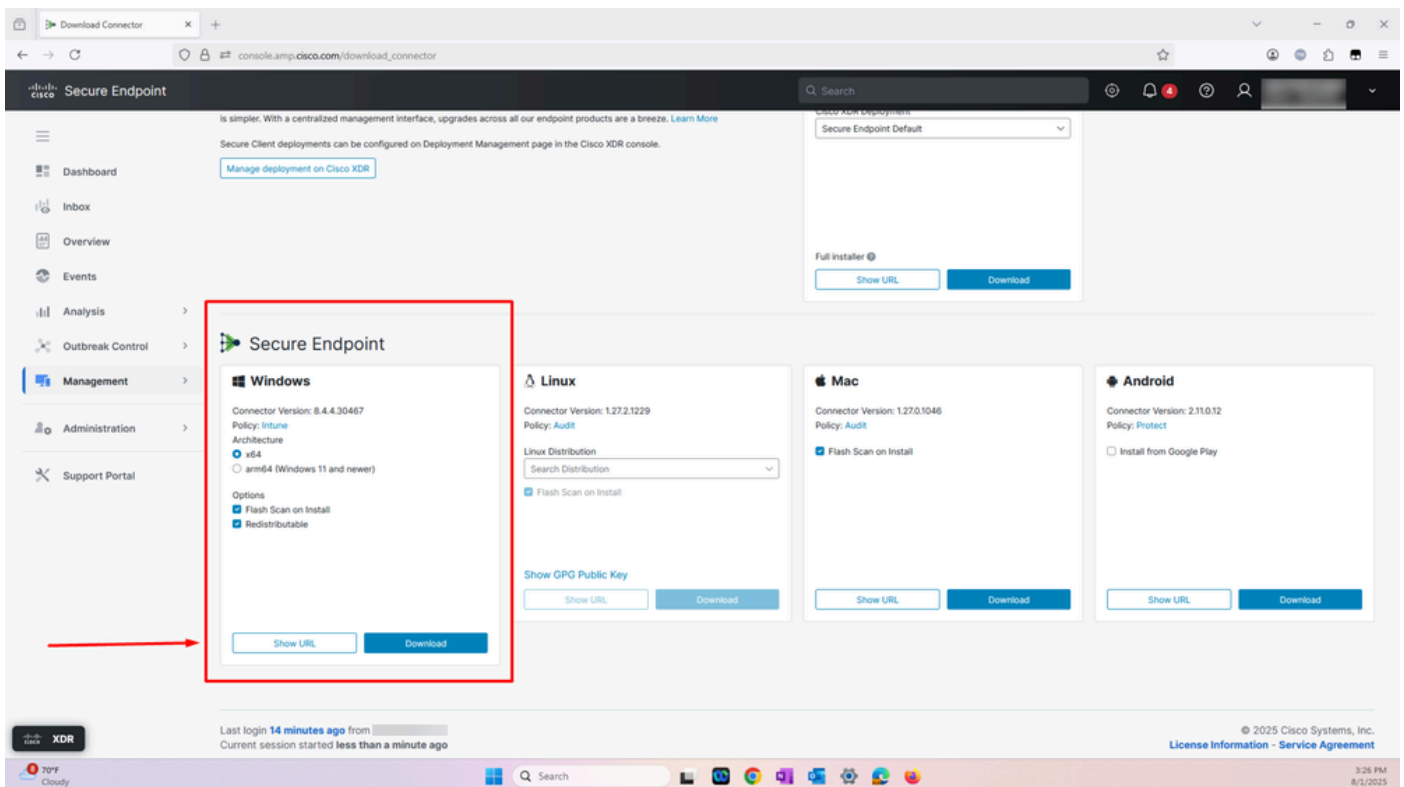 Download Connector
console.amp.cisco.com/download_connector
cisco Secure Endpoint
Search
4
is simpler. With a centralized management interface, upgrades across all our endpoint products are a breeze. Learn More
Secure Client deployments can be configured on Deployment Management page in the Cisco XDR console.
Manage deployment on Cisco XDR
Cisco XDR Deployment
Secure Endpoint Default
Full installer
Show URL
Download
Dashboard
Inbox
Overview
Events
Analysis
Outbreak Control
Management
Administration
Support Portal
Secure Endpoint
Windows
Connector Version: 8.4.4.30467
Policy: Intune
Architecture
x64
arm64 (Windows 11 and newer)
Options
Flash Scan on Install
Redistributable
Show URL
Download
Linux
Connector Version: 1.27.2.1229
Policy: Audit
Linux Distribution
Search Distribution
Flash Scan on Install
Show GPG Public Key
Show URL
Download
Mac
Connector Version: 1.27.0.1046
Policy: Audit
Flash Scan on Install
Show URL
Download
Android
Connector Version: 2.11.0.12
Policy: Protect
Install from Google Play
Show URL
Download
Last login 14 minutes ago from
Current session started less than a minute ago
© 2025 Cisco Systems, Inc.
License Information - Service Agreement
cisco XDR
70°F
Cloudy
Search
3:26 PM
8/1/2025